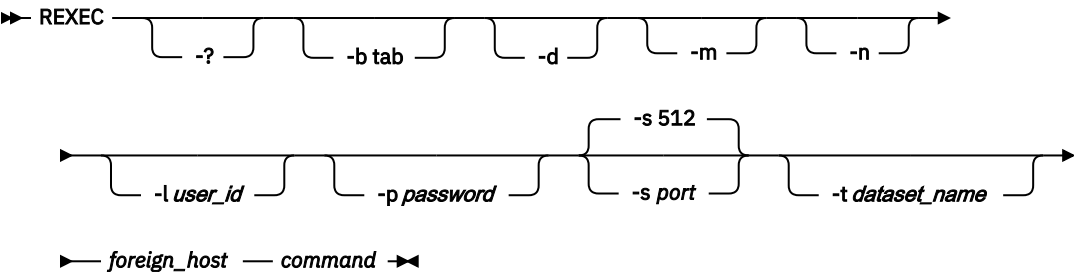 REXEC
-? -b tab -d -m -n
-s 512
-l user_id -p password -s port -t dataset_name
foreign_host command